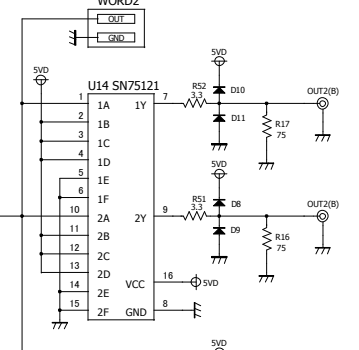 WORD2
OUT
GND
5VD
U14 SN75121
1 1A 1Y 7
2 1B
3 1C
4 1D
5 1E
6 1F
10 2A 2Y 9
11 2B
12 2C
13 2D
14 2E
15 2F
VCC 16 5VD
GND 8
5VD
R52
3.3
D10
D11
OUT2(B)
R17
75
5VD
R51
3.3
D8
D9
OUT2(B)
R16
75
5VD